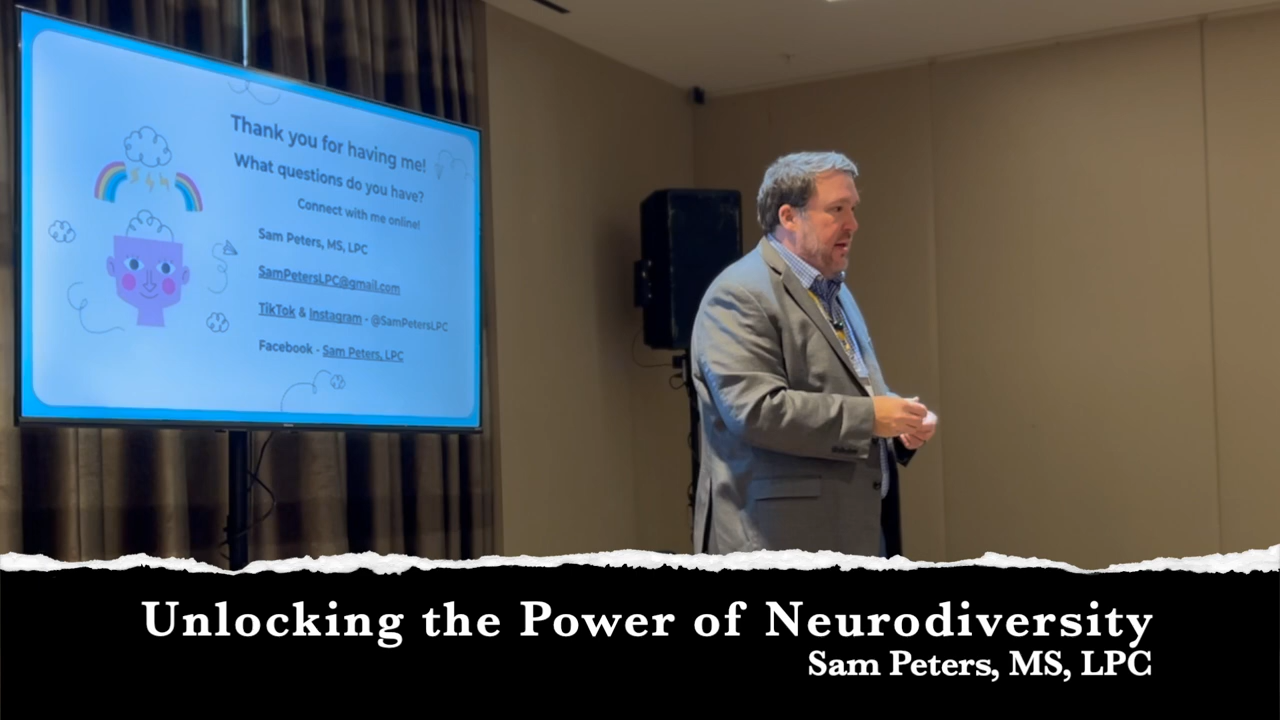 Thank you for having me!
What questions do you have?
Connect with me online!
Sam Peters, MS, LPC
SamPetersLPC@gmail.com
TikTok & Instagram - @SamPetersLPC
Facebook - Sam Peters, LPC
Unlocking the Power of Neurodiversity
Sam Peters, MS, LPC